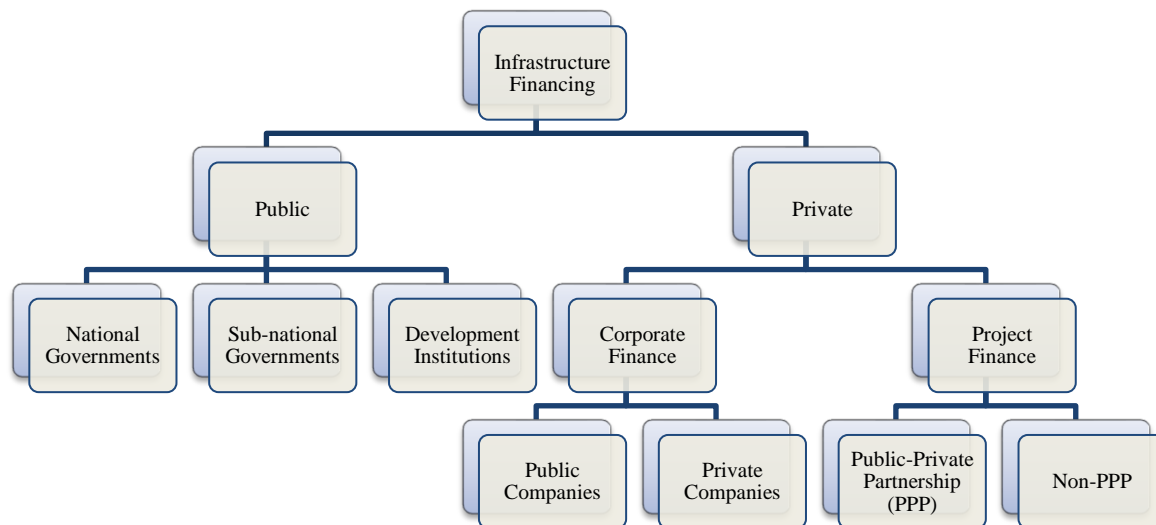 Infrastructure
Financing
Public
Private
National
Governments
Sub-national
Governments
Development
Institutions
Corporate
Finance
Project
Finance
Public
Companies
Private
Companies
Public-Private
Partnership
(PPP)
Non-PPP